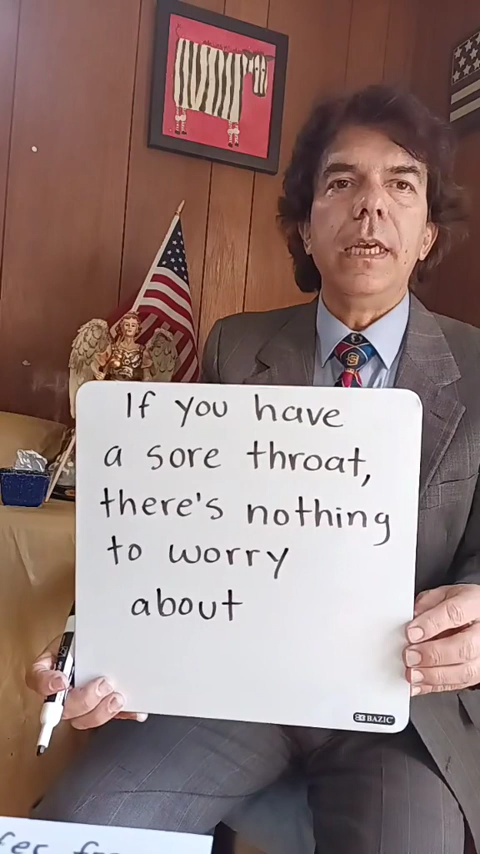 If you have
a sore throat,
there's nothing
to worry
about
BAZIC